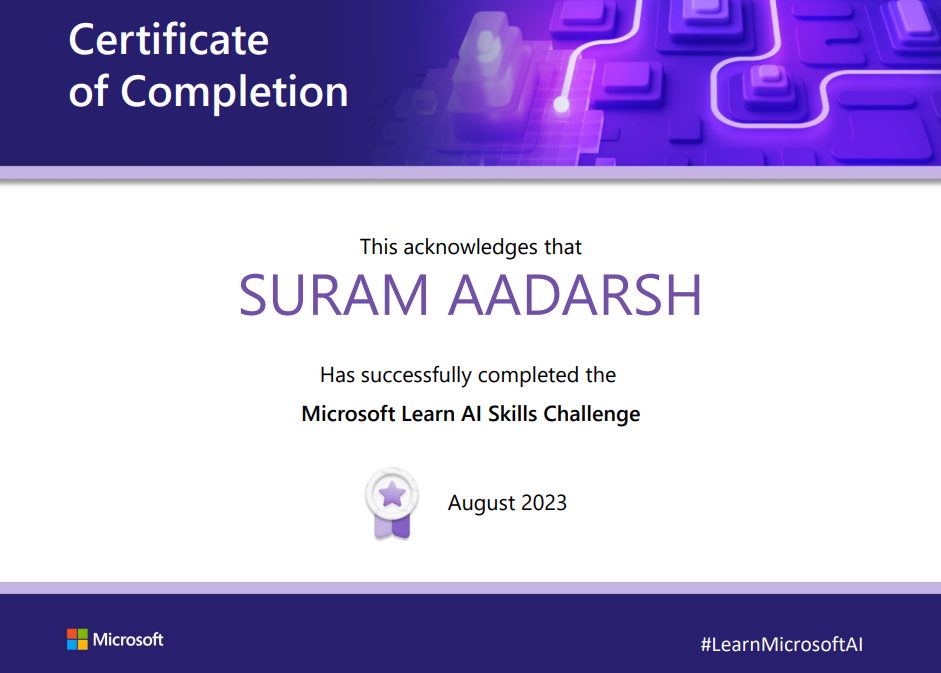 Certificate
of Completion
This acknowledges that
SURAM AADARSH
Has successfully completed the
Microsoft Learn AI Skills Challenge
August 2023
Microsoft
#LearnMicrosoftAI